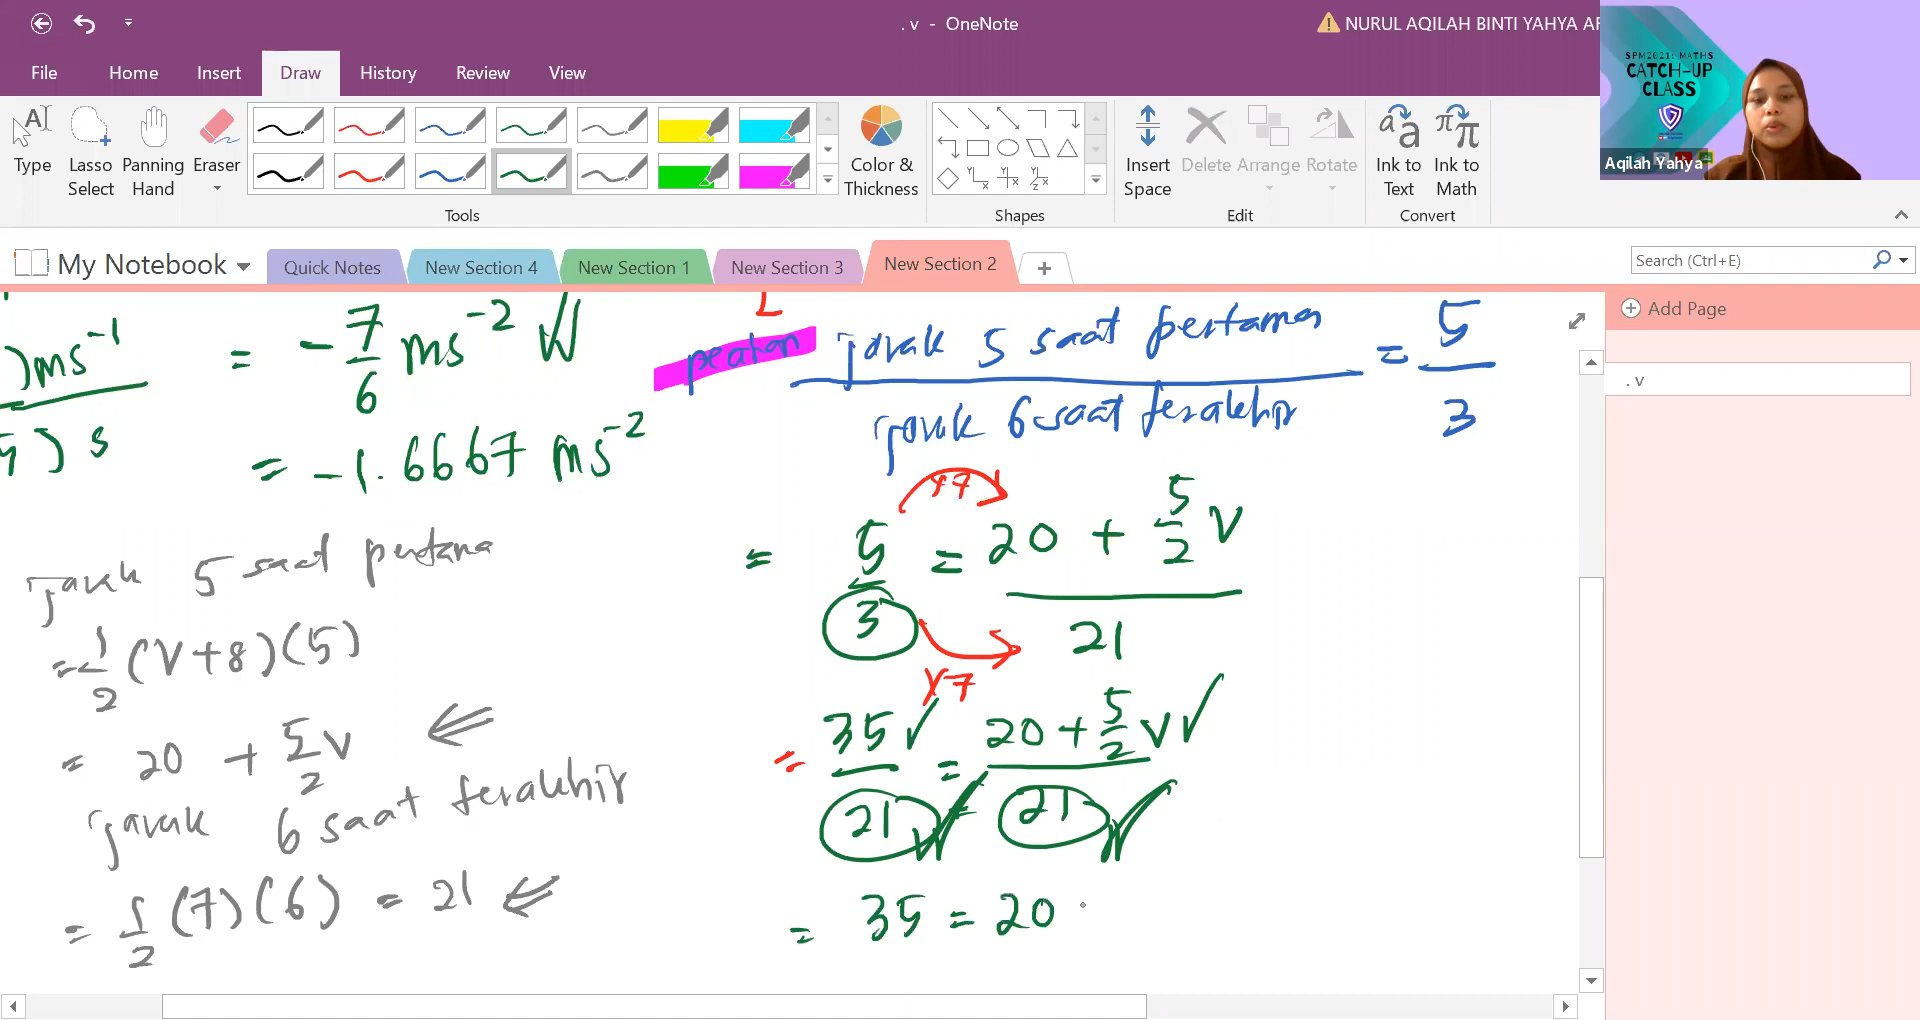 . v - OneNote
NURUL AQILAH BINTI YAHYA AF
File Home Insert Draw History Review View
SPM2021: MATHS
CATCH-UP
CLASS
Aqilah Yahya
Type
Lasso Select
Panning Hand
Eraser
Color & Thickness
Insert Space
Delete
Arrange
Rotate
Ink to Text
Ink to Math
Tools
Shapes
Edit
Convert
My Notebook
Quick Notes
New Section 4
New Section 1
New Section 3
New Section 2
Search (Ctrl+E)
Add Page
. v
)ms⁻¹
) s
= -7/6 ms⁻²
= -1.6667 ms⁻²
Jarak 5 saat pertama / Jarak 6 saat terakhir = 5/3
Jarak 5 saat pertama
= 1/2 (V+8)(5)
= 20 + 5/2 V
Jarak 6 saat terakhir
= 1/2 (7)(6) = 21
×7
= 5/3 = (20 + 5/2 V)/21
×7
= 35/21 = (20 + 5/2 V)/21
= 35 = 20